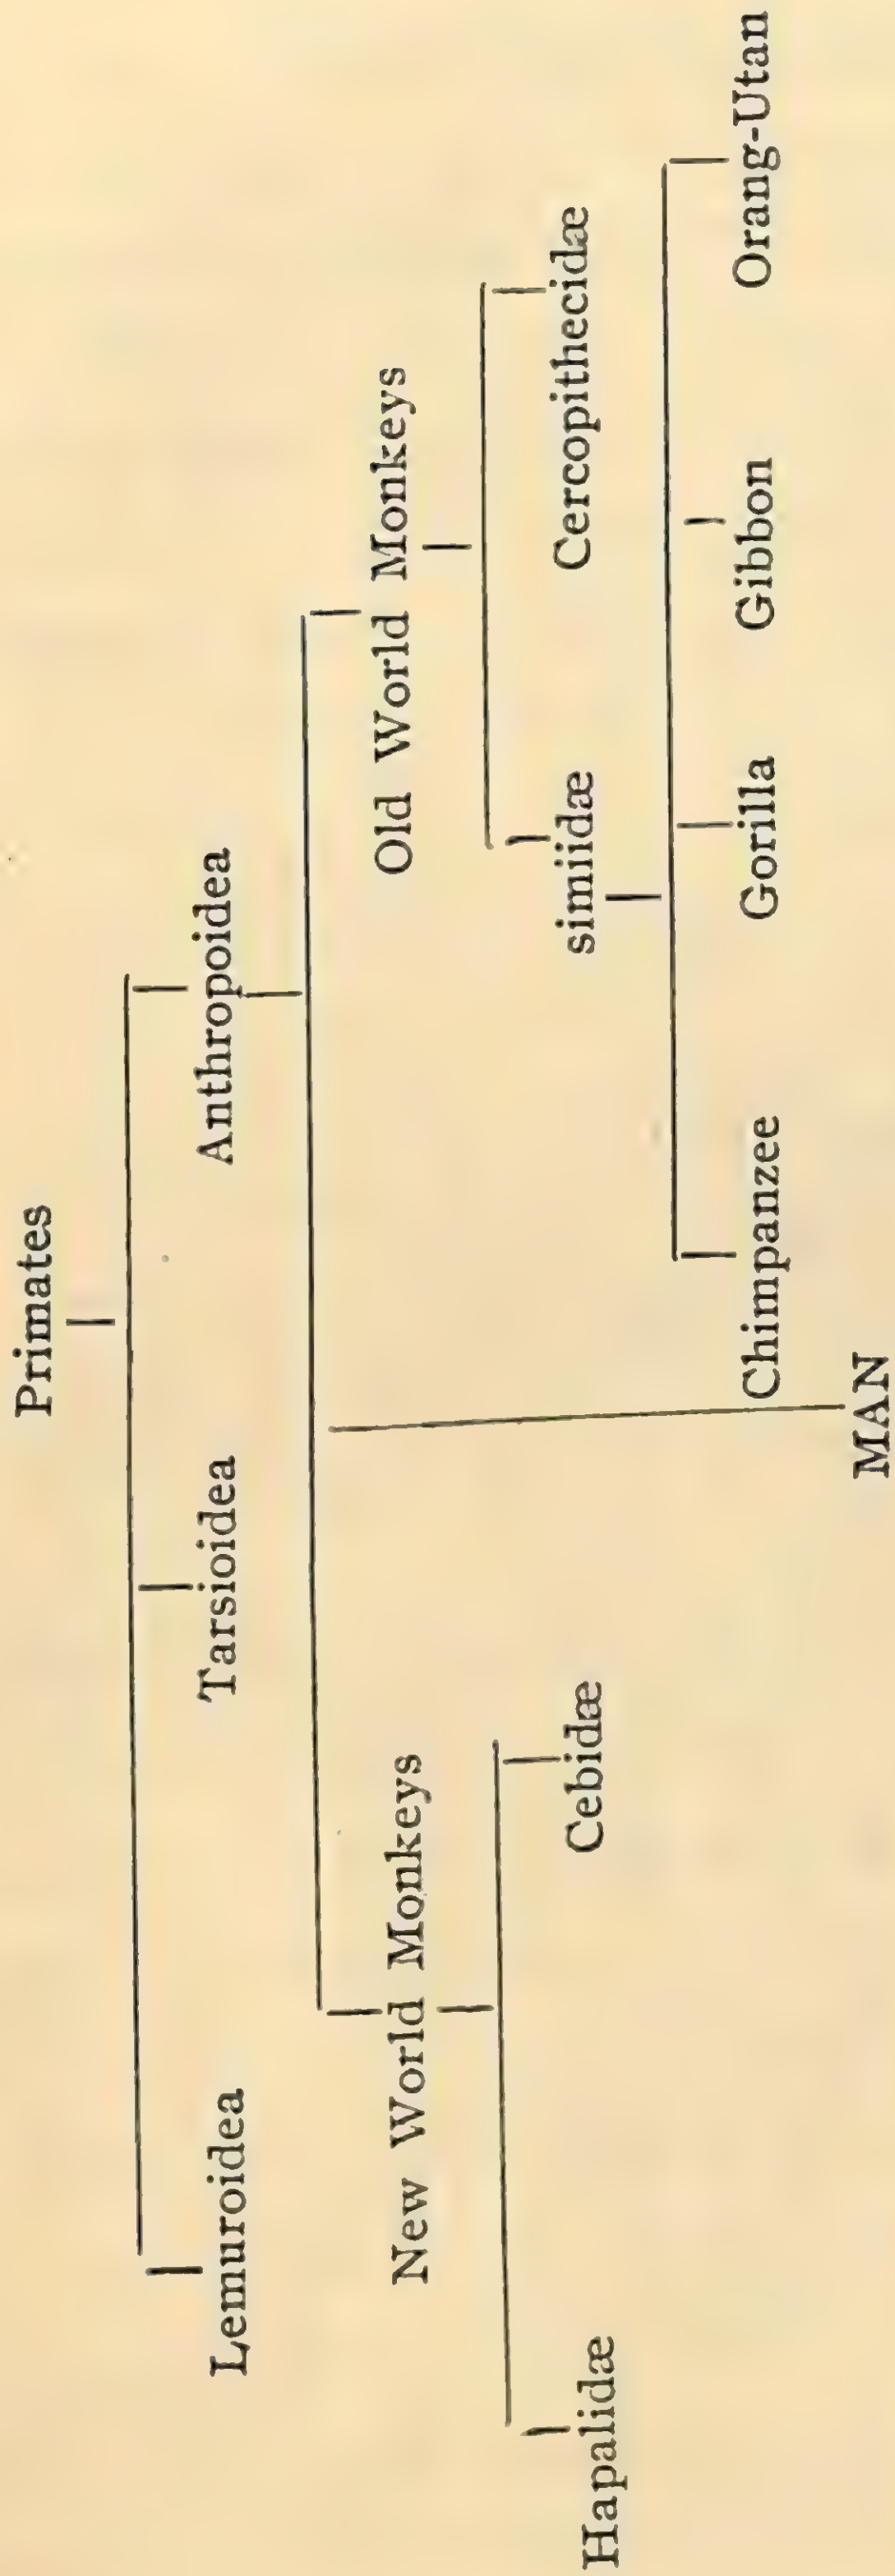 Primates
Lemuroidea Tarsioidea Anthropoidea
New World Monkeys Old World Monkeys
Hapalidæ Cebidæ simiidæ Cercopithecidæ
Chimpanzee Gorilla Gibbon Orang-Utan
MAN